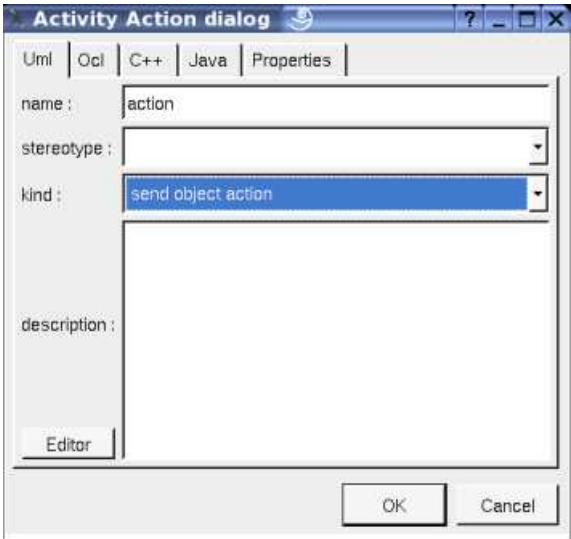 Activity Action dialog ?
Uml Ocl C++ Java Properties
name : action
stereotype :
kind : send object action
description :
Editor
OK Cancel